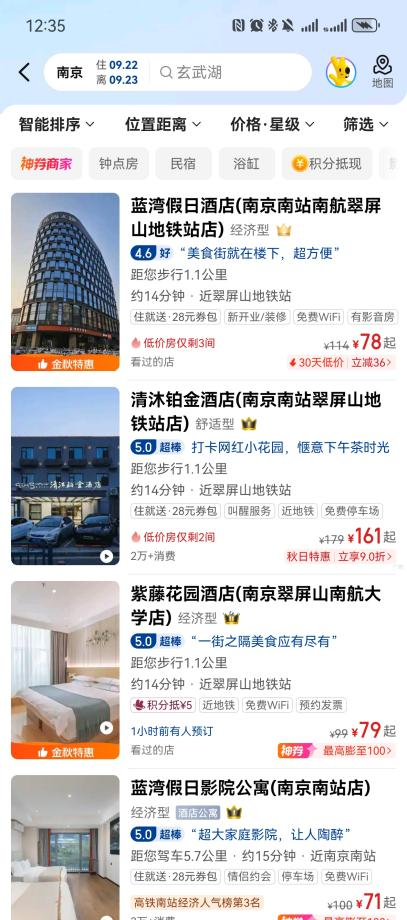 12:35
南京
住 09.22
离 09.23
玄武湖
地图
智能排序
位置距离
价格·星级
筛选
神券商家
钟点房
民宿
浴缸
¥积分抵现
蓝湾假日酒店(南京南站南航翠屏
山地铁站店) 经济型
4.6 好 “美食街就在楼下，超方便”
距您步行1.1公里
约14分钟 · 近翠屏山地铁站
住就送·28元券包 新开业/装修 免费WiFi 有影音房
低价房仅剩3间
¥114 ¥78起
看过的店
30天低价 立减36>
金秋特惠
清沐铂金酒店(南京南站翠屏山地
铁站店) 舒适型
5.0 超棒 打卡网红小花园，惬意下午茶时光
距您步行1.1公里
约14分钟 · 近翠屏山地铁站
住就送·28元券包 叫醒服务 近地铁 免费停车场
低价房仅剩2间
¥179 ¥161起
2万+消费
秋日特惠 立享9.0折>
清沐铂金酒店
紫藤花园酒店(南京翠屏山南航大
学店) 经济型
5.0 超棒 “一街之隔美食应有尽有”
距您步行1.1公里
约14分钟 · 近翠屏山地铁站
积分抵¥5 近地铁 免费WiFi 预约发票
1小时前有人预订
¥99 ¥79起
看过的店
神券 最高膨至100>
金秋特惠
蓝湾假日影院公寓(南京南站店)
经济型 酒店公寓
5.0 超棒 “超大家庭影院，让人陶醉”
距您驾车5.7公里 · 约15分钟 · 近南京南站
住就送·28元券包 情侣约会 停车场 免费WiFi
高铁南站经济人气榜第3名
¥100 ¥71起